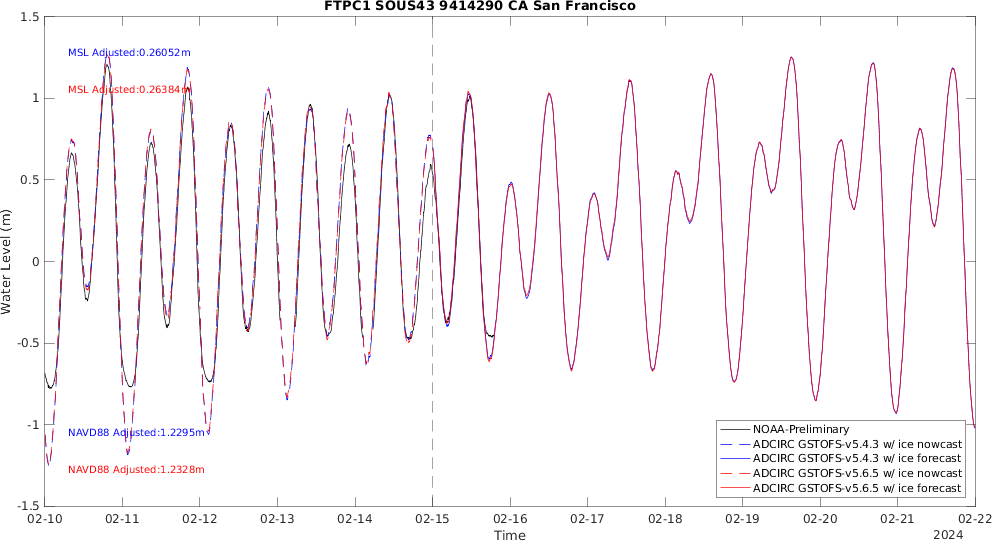 FTPC1 SOUS43 9414290 CA San Francisco
1.5
1
0.5
0
-0.5
-1
-1.5
Water Level (m)
MSL Adjusted:0.26052m
MSL Adjusted:0.26384m
NAVD88 Adjusted:1.2295m
NAVD88 Adjusted:1.2328m
NOAA-Preliminary
ADCIRC GSTOFS-v5.4.3 w/ ice nowcast
ADCIRC GSTOFS-v5.4.3 w/ ice forecast
ADCIRC GSTOFS-v5.6.5 w/ ice nowcast
ADCIRC GSTOFS-v5.6.5 w/ ice forecast
02-10 02-11 02-12 02-13 02-14 02-15 02-16 02-17 02-18 02-19 02-20 02-21 02-22
Time
2024